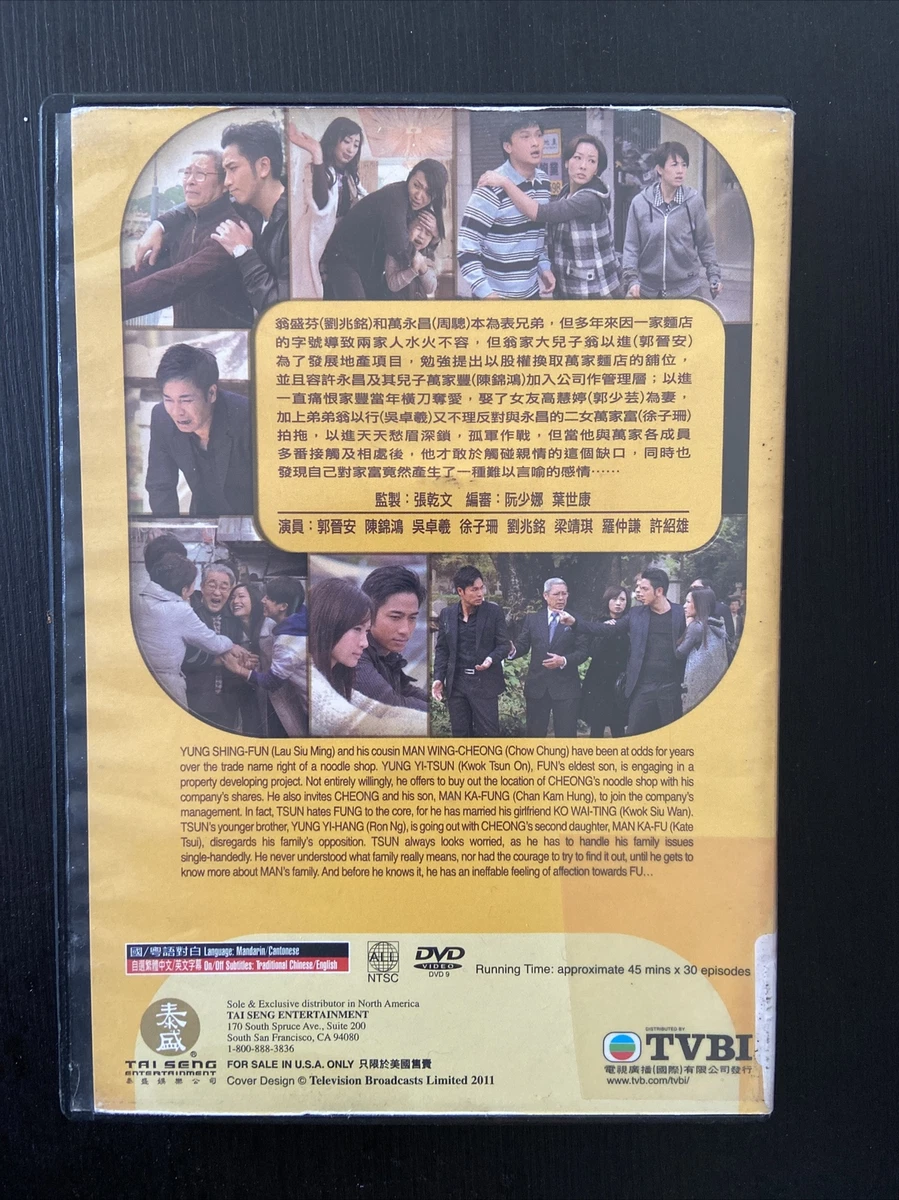 翁盛芬(劉兆銘)和萬永昌(周驄)本為表兄弟，但多年來因一家麵店
的字號導致兩家人水火不容，但翁家大兒子翁以進(郭晉安)
為了發展地產項目，勉強提出以股權換取萬家麵店的舖位，
並且容許永昌及其兒子萬家豐(陳錦鴻)加入公司作管理層；以進
一直痛恨家豐當年橫刀奪愛，娶了女友高慧婷(郭少芸)為妻，
加上弟弟翁以行(吳卓羲)又不理反對與永昌的二女萬家富(徐子珊)
拍拖，以進天天愁眉深鎖，孤軍作戰，但當他與萬家各成員
多番接觸及相處後，他才敢於觸碰親情的這個缺口，同時也
發現自己對家富竟然產生了一種難以言喻的感情⋯⋯
監製：張乾文 編審：阮少娜 葉世康
演員：郭晉安 陳錦鴻 吳卓羲 徐子珊 劉兆銘 梁靖琪 羅仲謙 許紹雄
YUNG SHING-FUN (Lau Siu Ming) and his cousin MAN WING-CHEONG (Chow Chung) have been at odds for years
over the trade name right of a noodle shop. YUNG YI-TSUN (Kwok Tsun On), FUN's eldest son, is engaging in a
property developing project. Not entirely willingly, he offers to buy out the location of CHEONG's noodle shop with his
company's shares. He also invites CHEONG and his son, MAN KA-FUNG (Chan Kam Hung), to join the company's
management. In fact, TSUN hates FUNG to the core, for he has married his girlfriend KO WAI-TING (Kwok Siu Wan).
TSUN's younger brother, YUNG YI-HANG (Ron Ng), is going out with CHEONG's second daughter, MAN KA-FU (Kate
Tsui), disregards his family's opposition. TSUN always looks worried, as he has to handle his family issues
single-handedly. He never understood what family really means, nor had the courage to try to find it out, until he gets to
know more about MAN's family. And before he knows it, he has an ineffable feeling of affection towards FU…
國/粵語對白 Language: Mandarin/Cantonese
自選繁體中文/英文字幕 On/Off Subtitles: Traditional Chinese/English
ALL
NTSC
DVD
VIDEO
DVD 9
Running Time: approximate 45 mins x 30 episodes
泰盛
®
TAI SENG
ENTERTAINMENT
泰盛娛樂公司
Sole & Exclusive distributor in North America
TAI SENG ENTERTAINMENT
170 South Spruce Ave., Suite 200
South San Francisco, CA 94080
1-800-888-3836
FOR SALE IN U.S.A. ONLY 只限於美國售賣
Cover Design © Television Broadcasts Limited 2011
DISTRIBUTED BY
TVBI
電視廣播(國際)有限公司發行
www.tvb.com/tvbi/